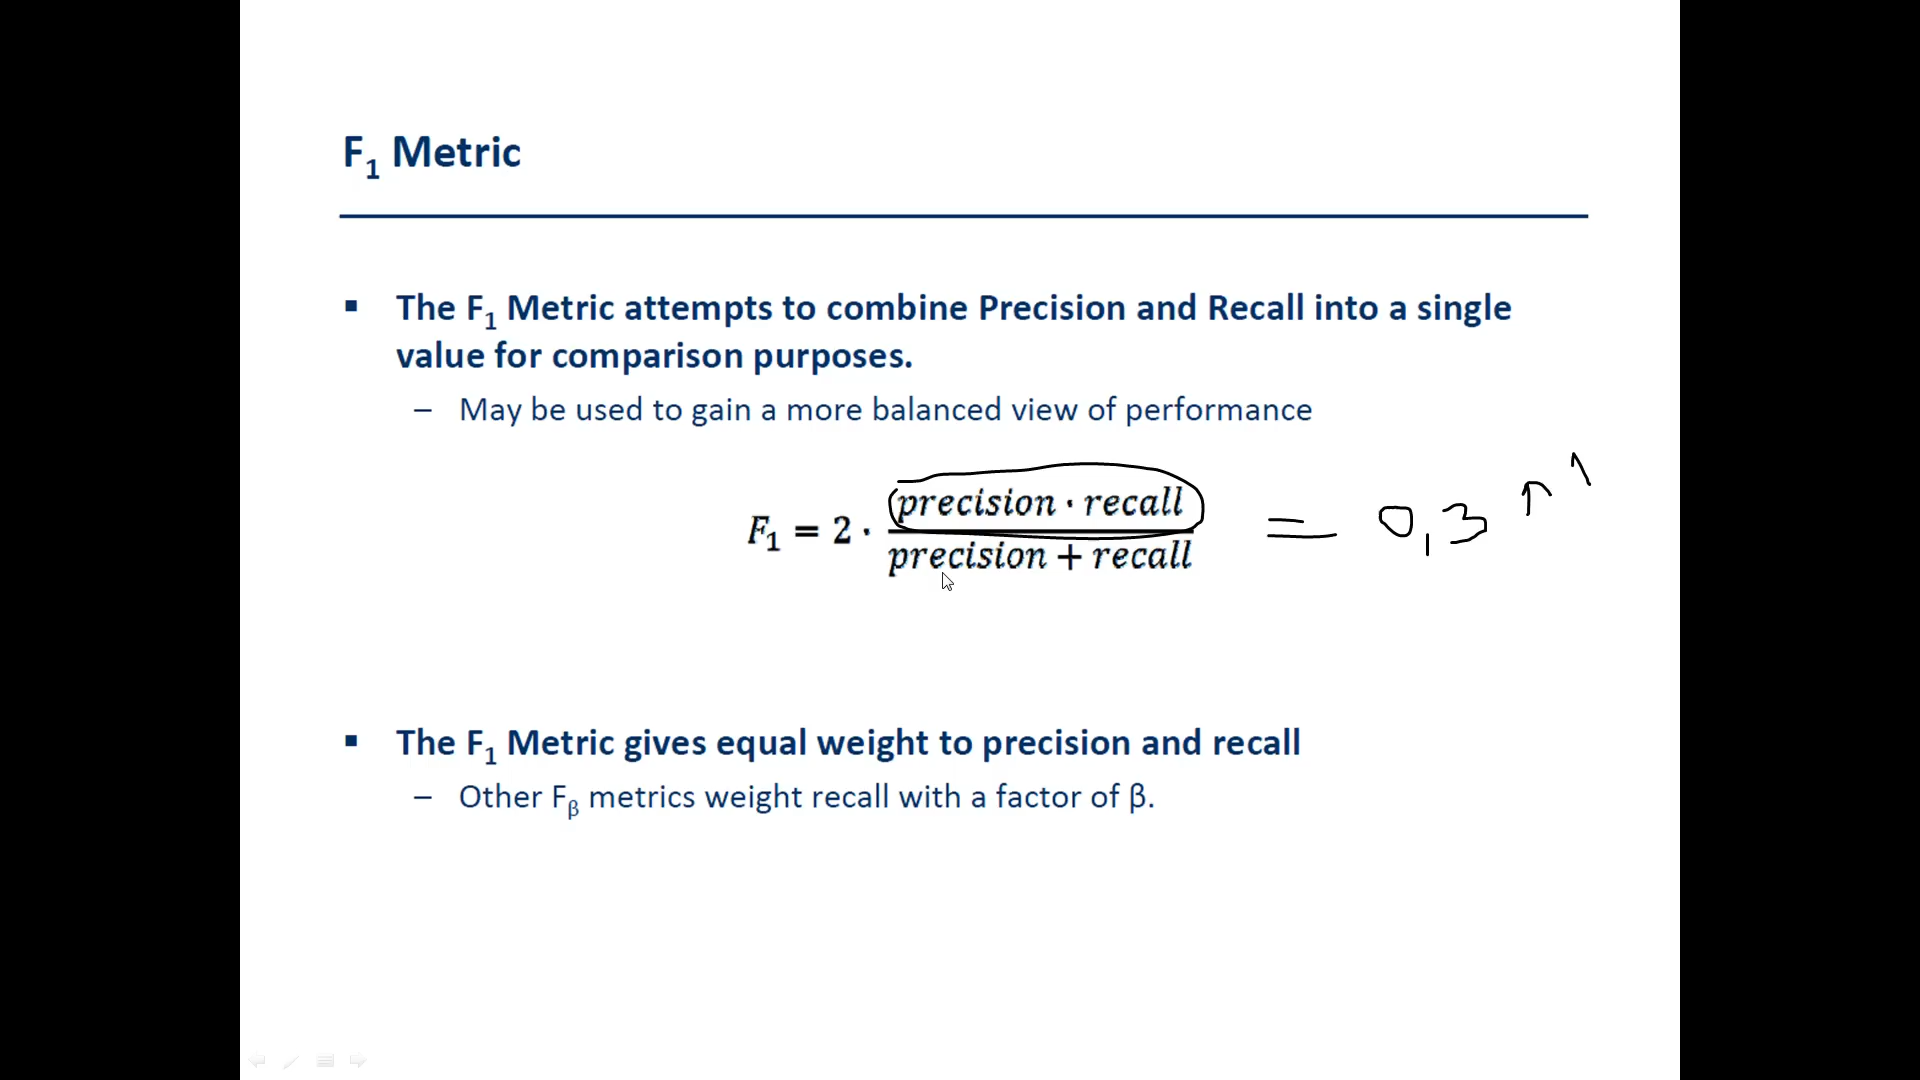 F₁ Metric
▪ The F₁ Metric attempts to combine Precision and Recall into a single
value for comparison purposes.
– May be used to gain a more balanced view of performance
F₁ = 2 · (precision · recall) / (precision + recall) = 0,3 ↑ ↑
▪ The F₁ Metric gives equal weight to precision and recall
– Other Fᵦ metrics weight recall with a factor of β.